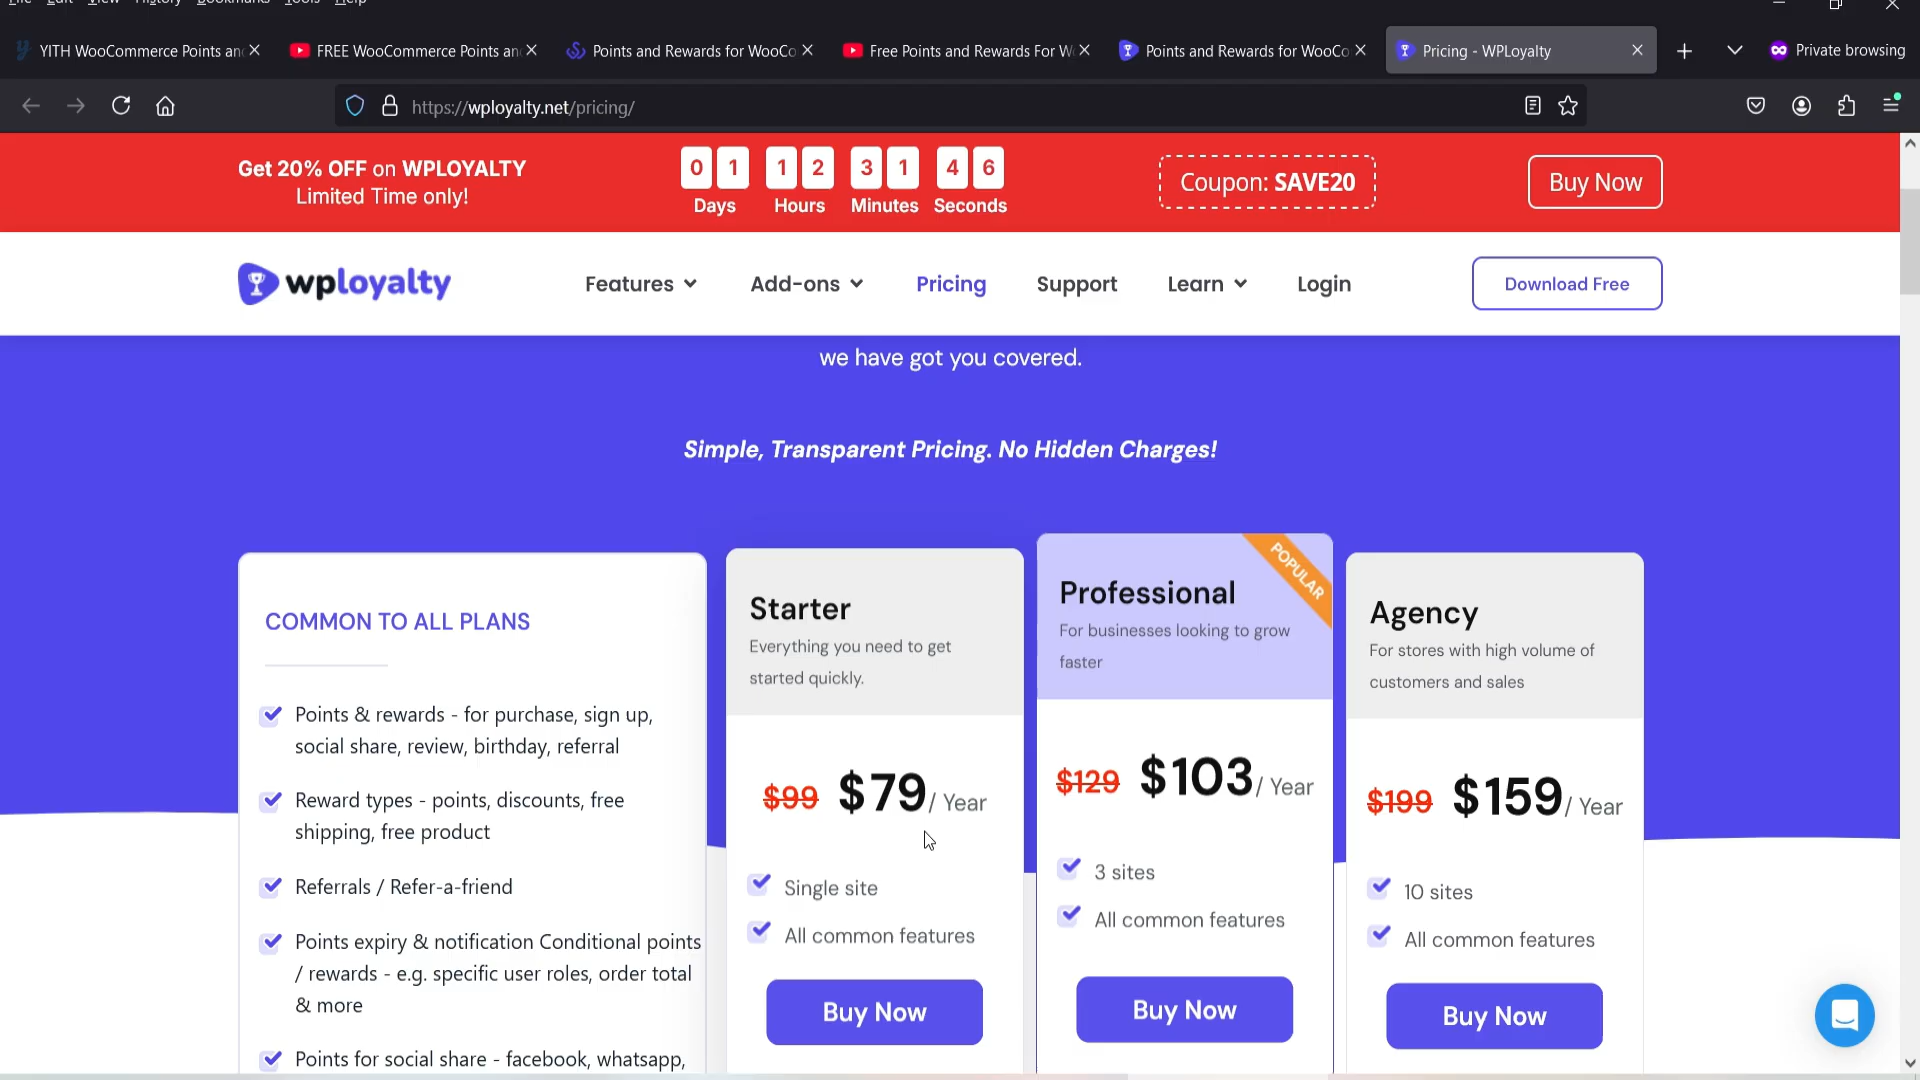 File Edit View History Bookmarks Tools Help
YITH WooCommerce Points an
FREE WooCommerce Points an
Points and Rewards for WooCo
Free Points and Rewards For W
Points and Rewards for WooCo
Pricing - WPLoyalty
Private browsing
https://wployalty.net/pricing/
Get 20% OFF on WPLOYALTY
Limited Time only!
0 1 1 2 3 1 4 6
Days Hours Minutes Seconds
Coupon: SAVE20
Buy Now
wployalty
Features
Add-ons
Pricing
Support
Learn
Login
Download Free
we have got you covered.
Simple, Transparent Pricing. No Hidden Charges!
COMMON TO ALL PLANS
Points & rewards - for purchase, sign up,
social share, review, birthday, referral
Reward types - points, discounts, free
shipping, free product
Referrals / Refer-a-friend
Points expiry & notification Conditional points
/ rewards - e.g. specific user roles, order total
& more
Points for social share - facebook, whatsapp,
Starter
Everything you need to get
started quickly.
$99 $79/ Year
Single site
All common features
Buy Now
POPULAR
Professional
For businesses looking to grow
faster
$129 $103/ Year
3 sites
All common features
Buy Now
Agency
For stores with high volume of
customers and sales
$199 $159/ Year
10 sites
All common features
Buy Now